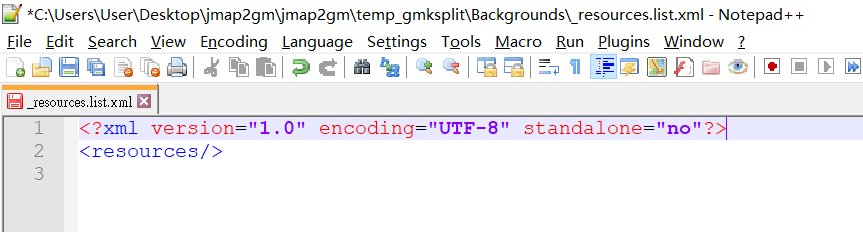 *C:\Users\User\Desktop\jmap2gm\jmap2gm\temp_gmksplit\Backgrounds\_resources.list.xml - Notepad++
File Edit Search View Encoding Language Settings Tools Macro Run Plugins Window ?
_resources.list.xml
1 <?xml version="1.0" encoding="UTF-8" standalone="no"?>
2 <resources/>
3